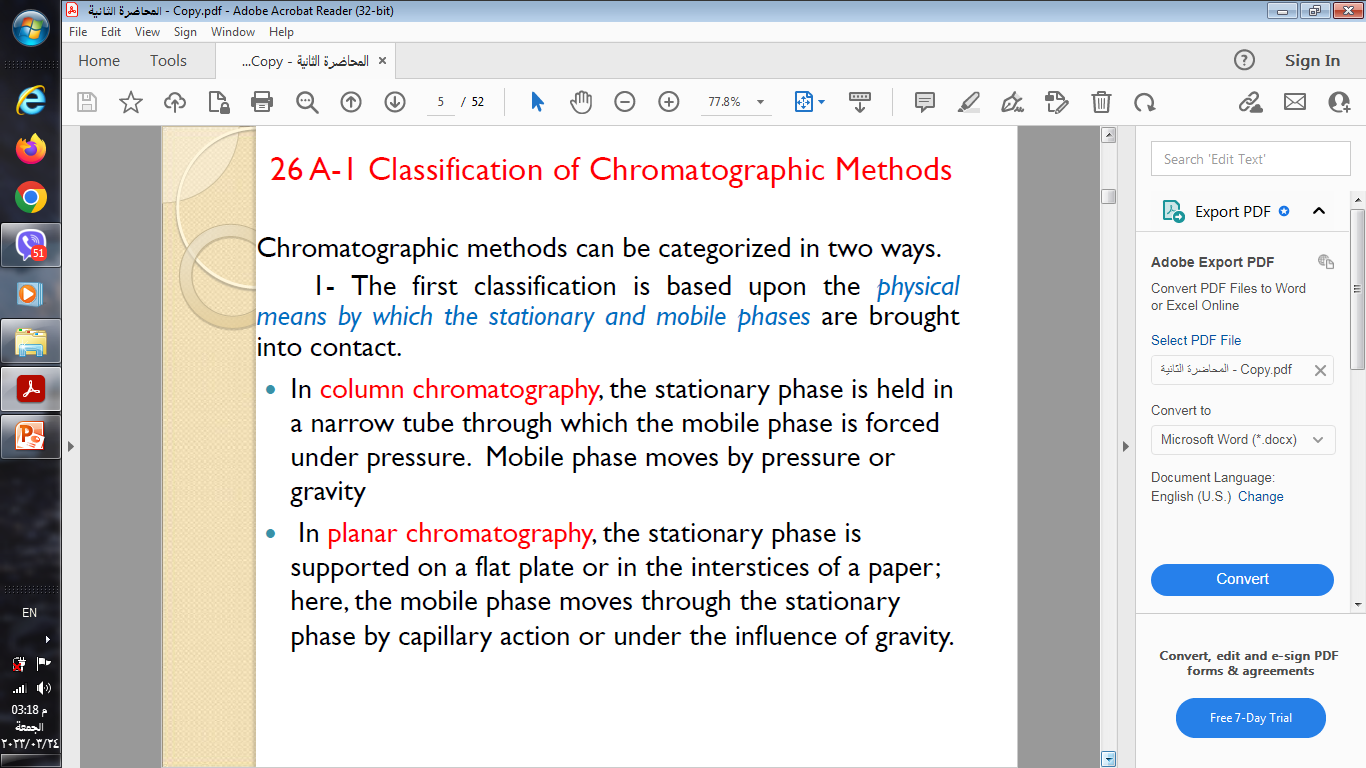 المحاضرة الثانية - Copy.pdf - Adobe Acrobat Reader (32-bit)
File Edit View Sign Window Help
Home Tools المحاضرة الثانية - Copy...
Sign In
5 / 52 77.8%
26 A-1 Classification of Chromatographic Methods
Chromatographic methods can be categorized in two ways.
1- The first classification is based upon the physical
means by which the stationary and mobile phases are brought
into contact.
• In column chromatography, the stationary phase is held in
a narrow tube through which the mobile phase is forced
under pressure. Mobile phase moves by pressure or
gravity
• In planar chromatography, the stationary phase is
supported on a flat plate or in the interstices of a paper;
here, the mobile phase moves through the stationary
phase by capillary action or under the influence of gravity.
Search 'Edit Text'
Export PDF
Adobe Export PDF
Convert PDF Files to Word
or Excel Online
Select PDF File
المحاضرة الثانية - Copy.pdf
Convert to
Microsoft Word (*.docx)
Document Language:
English (U.S.) Change
Convert
Convert, edit and e-sign PDF
forms & agreements
Free 7-Day Trial
51
EN
03:18 م
الجمعة
٢٠٢٣/٠٣/٢٤